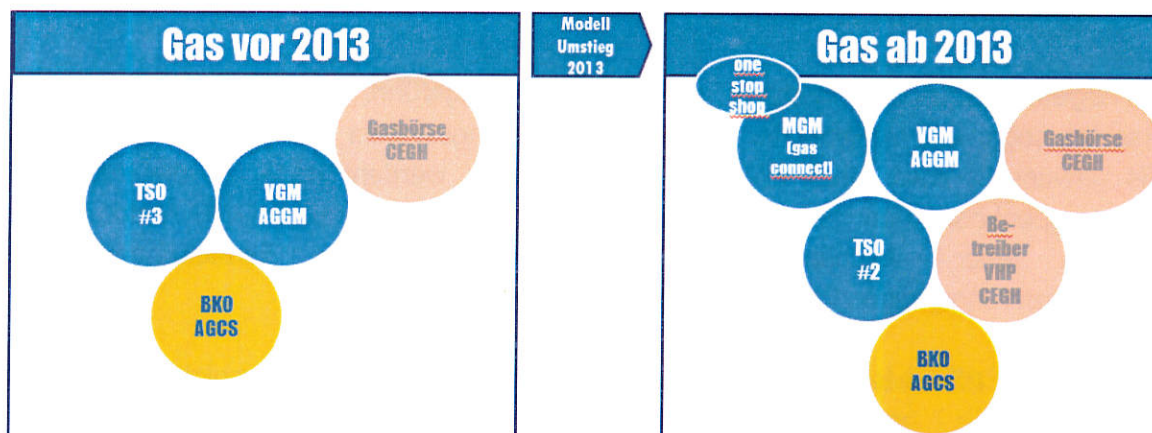 Gas vor 2013
Gasbörse
CEGH
TSO
#3
VGM
AGGM
BKO
AGCS
Modell
Umstieg
2013
Gas ab 2013
one
stop
shop
MGM
(gas
connect)
VGM
AGGM
Gasbörse
CEGH
TSO
#2
Be-
treiber
VHP
CEGH
BKO
AGCS